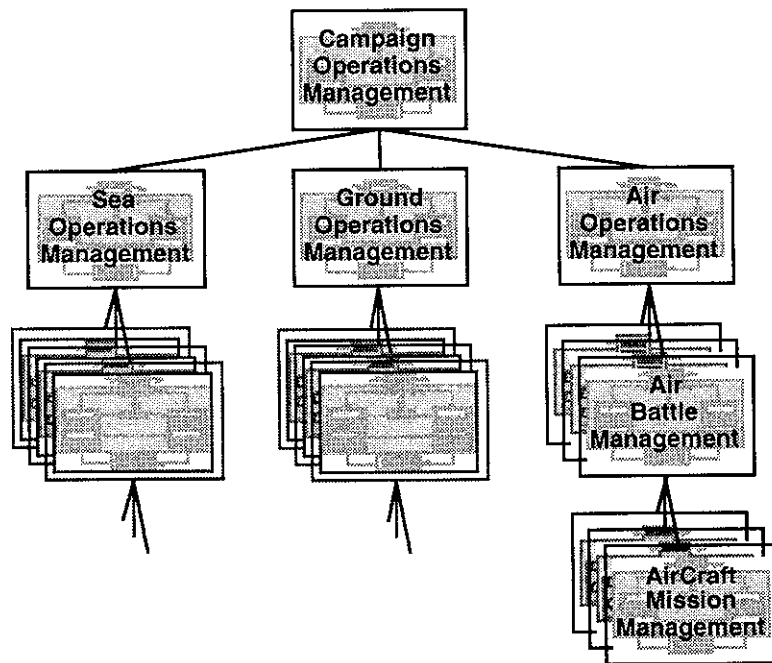 Campaign
Operations
Management
Sea
Operations
Management
Ground
Operations
Management
Air
Operations
Management
Air
Battle
Management
AirCraft
Mission
Management